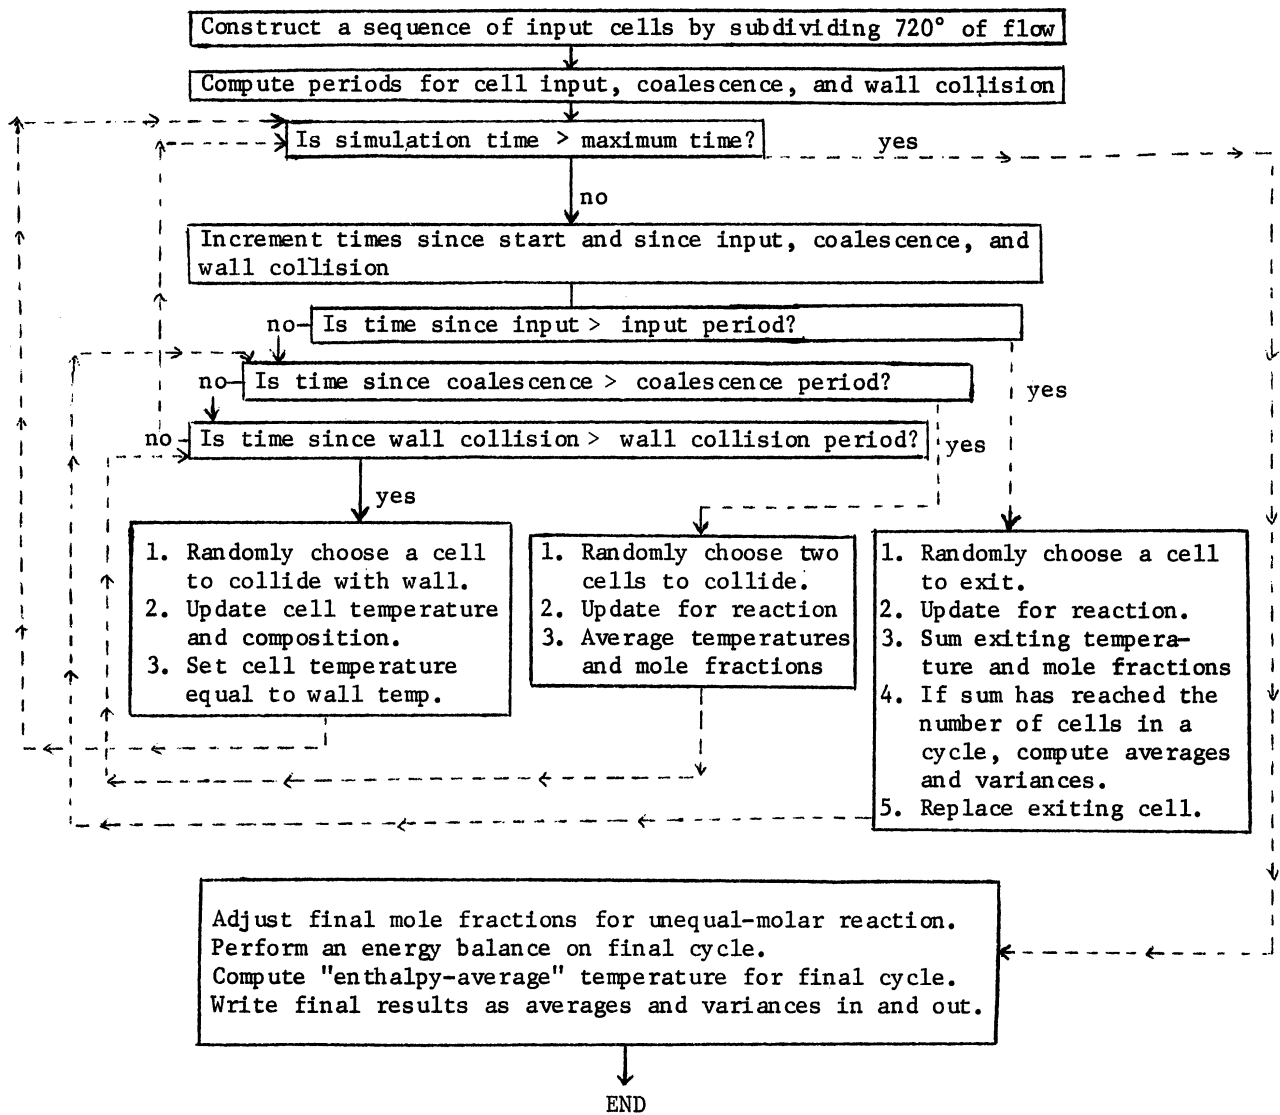 Construct a sequence of input cells by subdividing 720° of flow
Compute periods for cell input, coalescence, and wall collision
Is simulation time > maximum time?
yes
no
Increment times since start and since input, coalescence, and
wall collision
no
Is time since input > input period?
no
Is time since coalescence > coalescence period?
yes
no
Is time since wall collision > wall collision period?
yes
yes
1. Randomly choose a cell
to collide with wall.
2. Update cell temperature
and composition.
3. Set cell temperature
equal to wall temp.
1. Randomly choose two
cells to collide.
2. Update for reaction
3. Average temperatures
and mole fractions
1. Randomly choose a cell
to exit.
2. Update for reaction.
3. Sum exiting tempera-
ture and mole fractions
4. If sum has reached the
number of cells in a
cycle, compute averages
and variances.
5. Replace exiting cell.
Adjust final mole fractions for unequal-molar reaction.
Perform an energy balance on final cycle.
Compute "enthalpy-average" temperature for final cycle.
Write final results as averages and variances in and out.
END